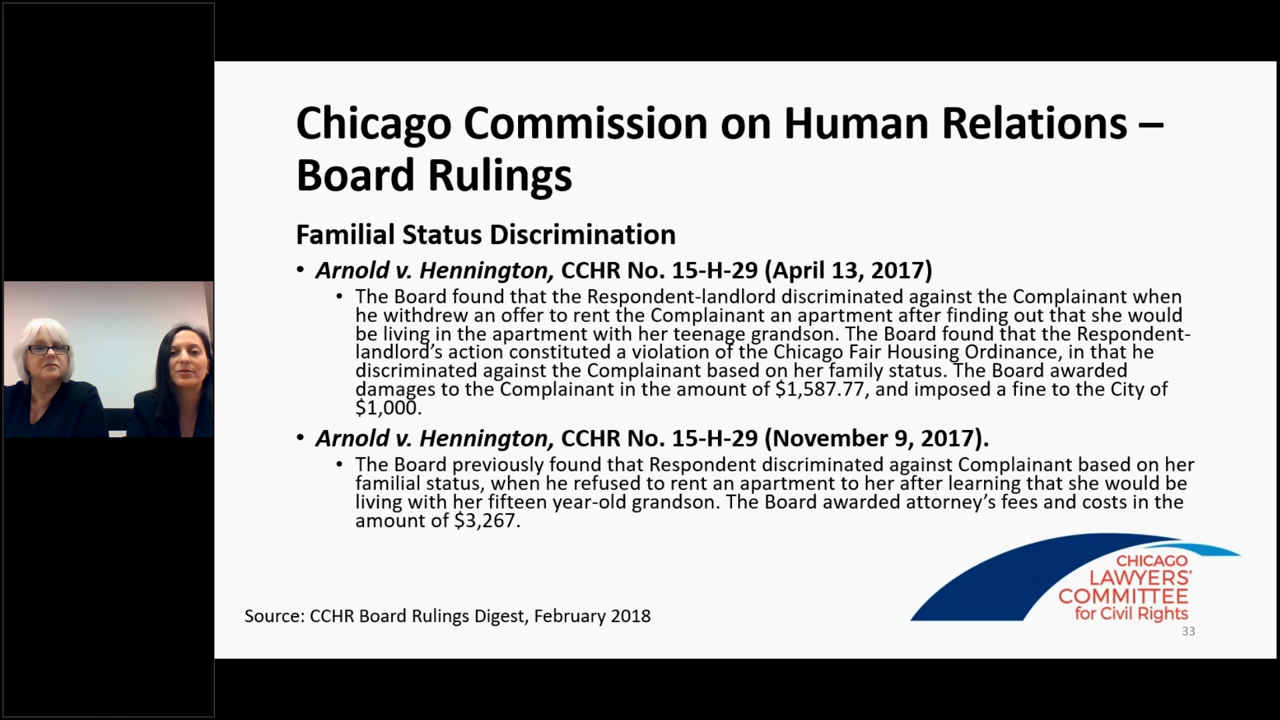 Chicago Commission on Human Relations –
Board Rulings
Familial Status Discrimination
• Arnold v. Hennington, CCHR No. 15-H-29 (April 13, 2017)
• The Board found that the Respondent-landlord discriminated against the Complainant when
he withdrew an offer to rent the Complainant an apartment after finding out that she would
be living in the apartment with her teenage grandson. The Board found that the Respondent-
landlord’s action constituted a violation of the Chicago Fair Housing Ordinance, in that he
discriminated against the Complainant based on her family status. The Board awarded
damages to the Complainant in the amount of $1,587.77, and imposed a fine to the City of
$1,000.
• Arnold v. Hennington, CCHR No. 15-H-29 (November 9, 2017).
• The Board previously found that Respondent discriminated against Complainant based on her
familial status, when he refused to rent an apartment to her after learning that she would be
living with her fifteen year-old grandson. The Board awarded attorney’s fees and costs in the
amount of $3,267.
Source: CCHR Board Rulings Digest, February 2018
CHICAGO
LAWYERS’
COMMITTEE
for Civil Rights
33